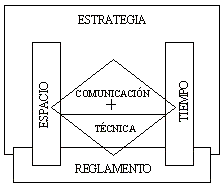 ESTRATEGIA
ESPACIO
COMUNICACIÓN
+
TÉCNICA
TIEMPO
REGLAMENTO